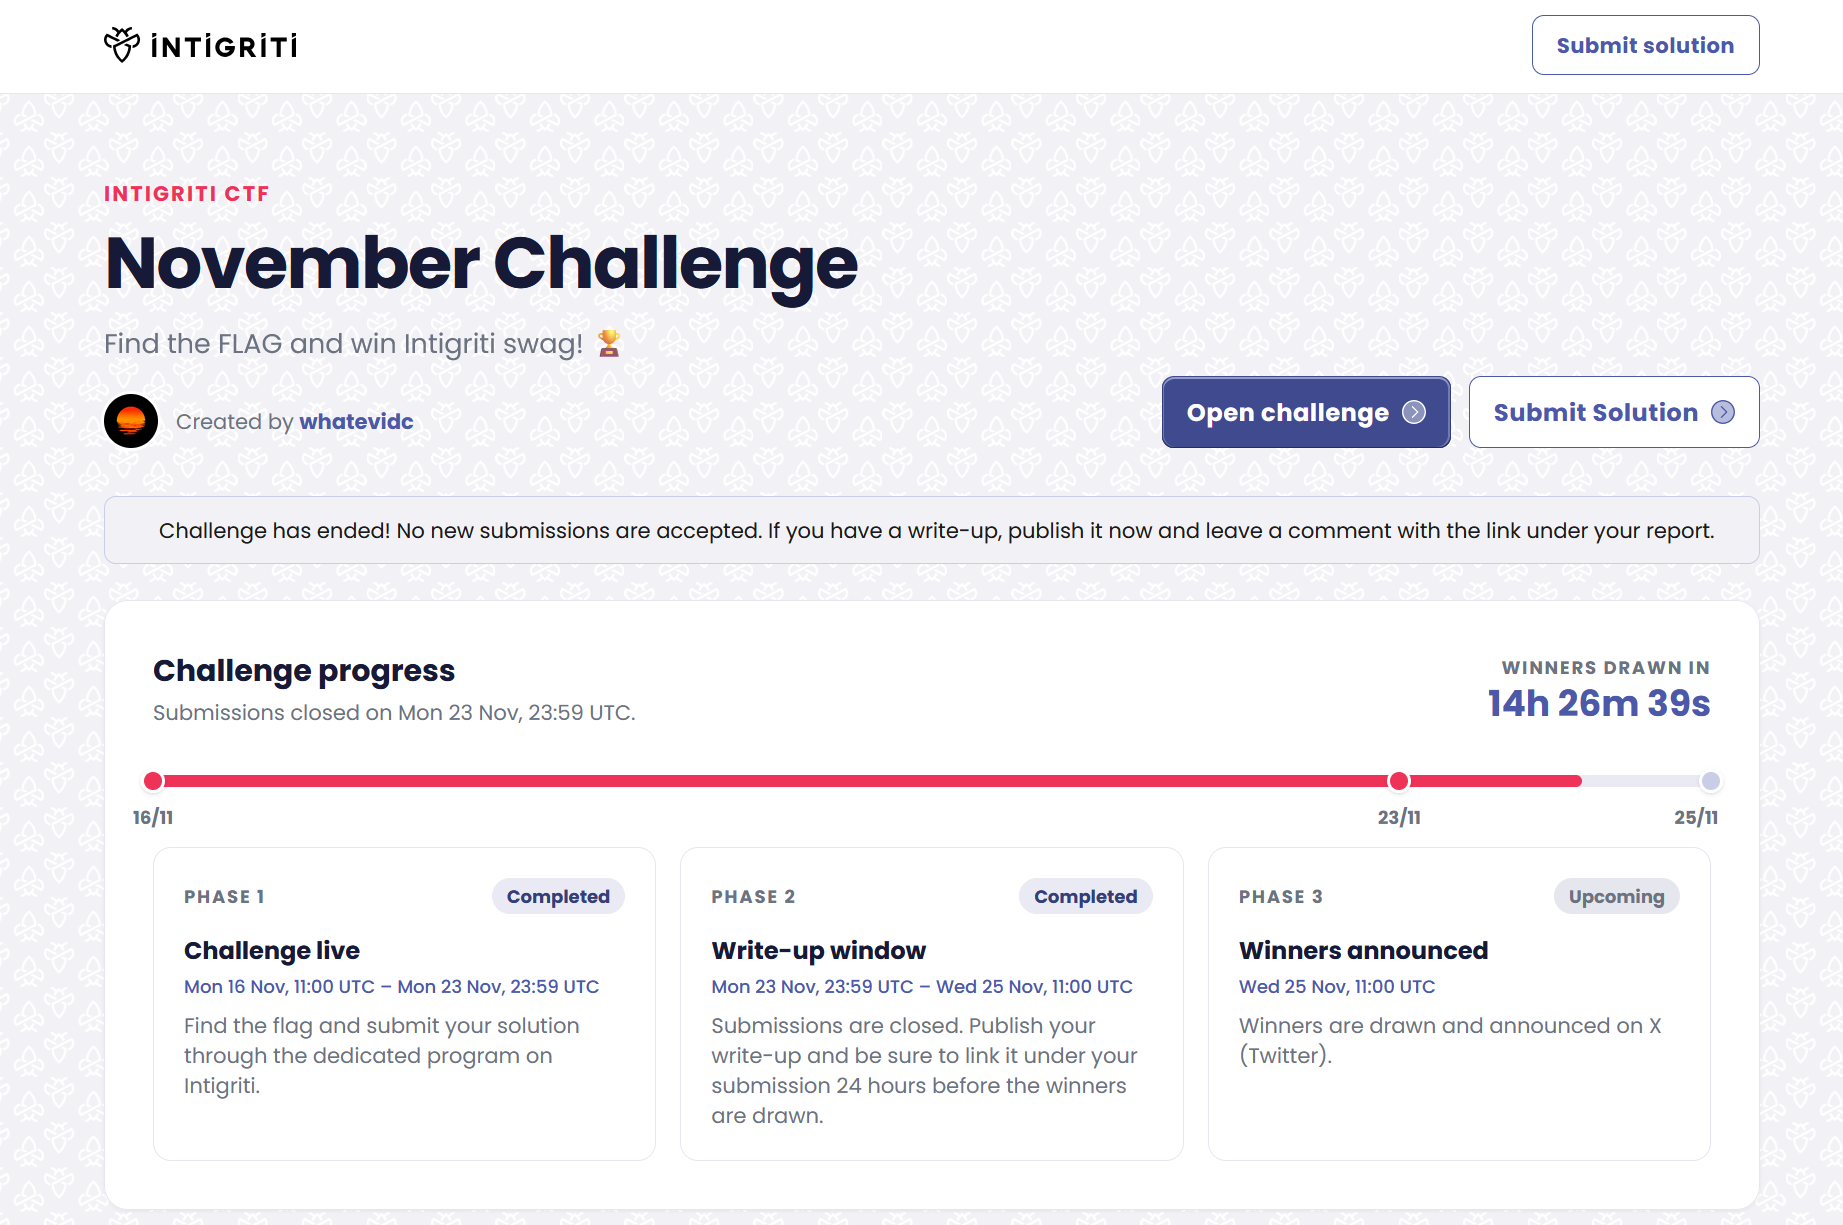 INTIGRITI
Submit solution
INTIGRITI CTF
November Challenge
Find the FLAG and win Intigriti swag! 🏆
Created by whatevidc
Open challenge
Submit Solution
Challenge has ended! No new submissions are accepted. If you have a write-up, publish it now and leave a comment with the link under your report.
Challenge progress
Submissions closed on Mon 23 Nov, 23:59 UTC.
WINNERS DRAWN IN
14h 26m 39s
16/11
23/11
25/11
PHASE 1
Completed
Challenge live
Mon 16 Nov, 11:00 UTC – Mon 23 Nov, 23:59 UTC
Find the flag and submit your solution
through the dedicated program on
Intigriti.
PHASE 2
Completed
Write-up window
Mon 23 Nov, 23:59 UTC – Wed 25 Nov, 11:00 UTC
Submissions are closed. Publish your
write-up and be sure to link it under your
submission 24 hours before the winners
are drawn.
PHASE 3
Upcoming
Winners announced
Wed 25 Nov, 11:00 UTC
Winners are drawn and announced on X
(Twitter).